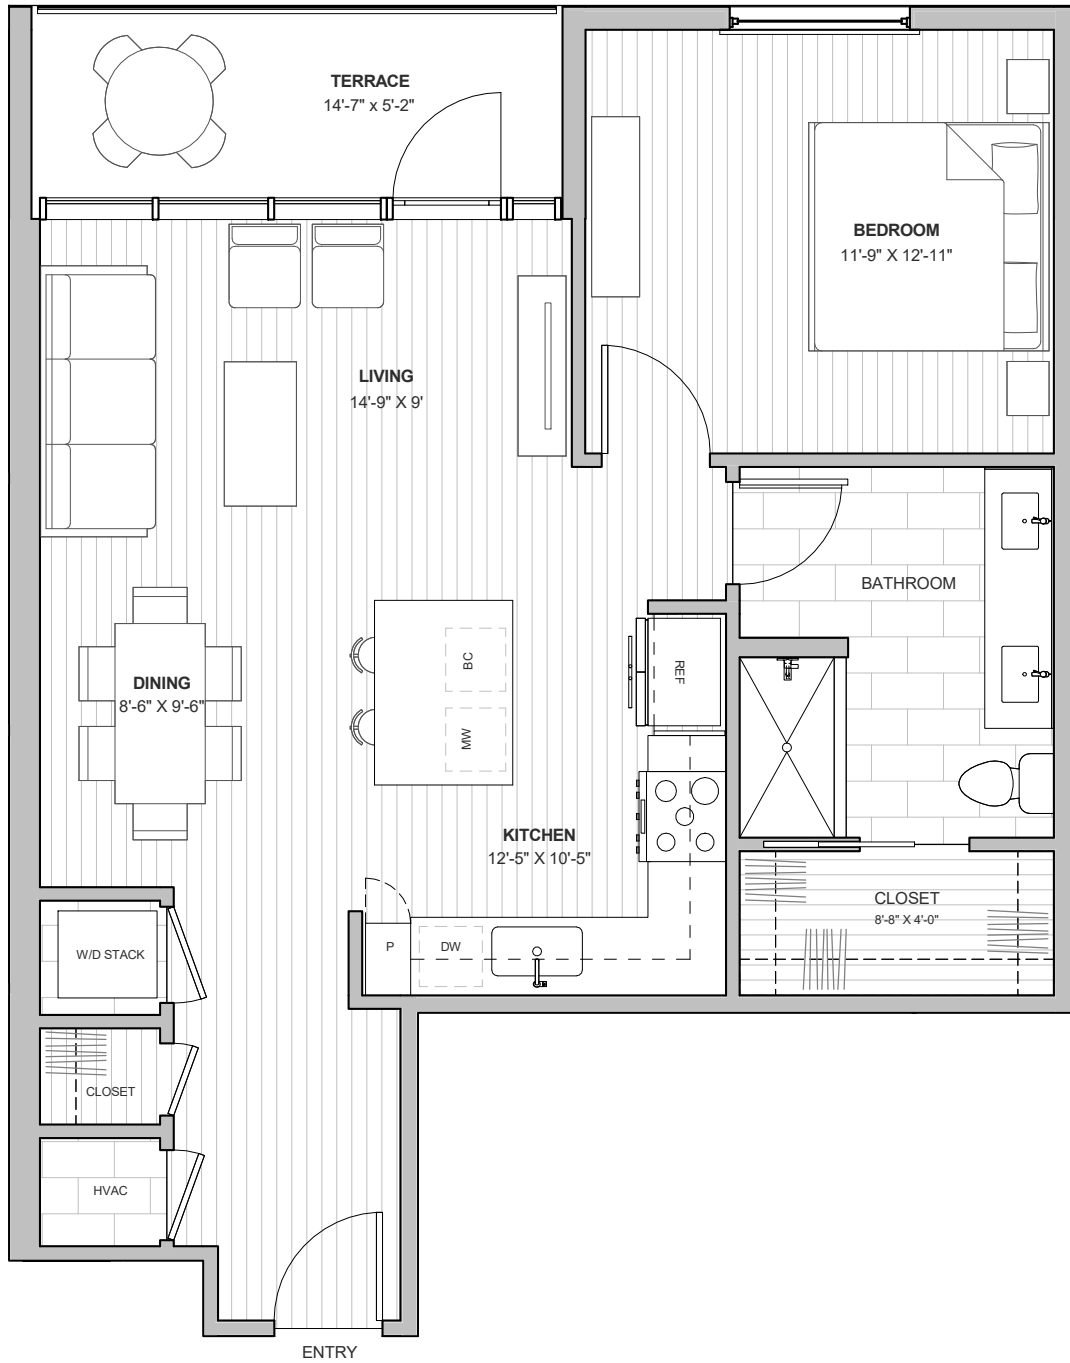 TERRACE
14'-7" x 5'-2"
BEDROOM
11'-9" X 12'-11"
LIVING
14'-9" X 9'
BATHROOM
DINING
8'-6" X 9'-6"
BC
MW
REF
KITCHEN
12'-5" X 10'-5"
CLOSET
8'-8" X 4'-0"
P
DW
W/D STACK
CLOSET
HVAC
ENTRY